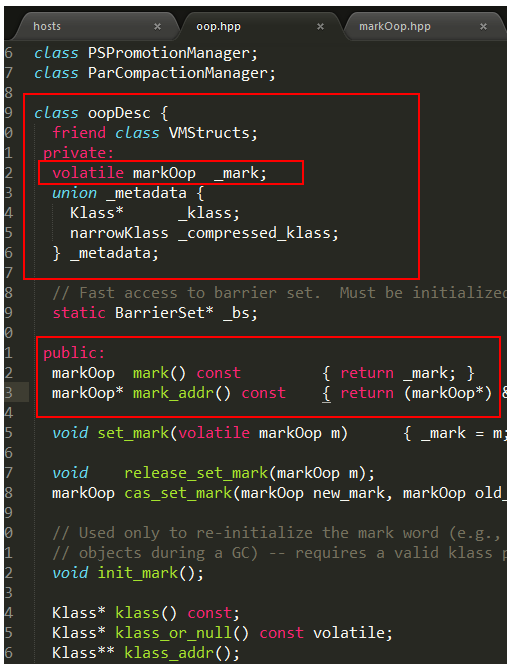 hosts × oop.hpp × markOop.hpp ×
6 class PSPromotionManager;
7 class ParCompactionManager;
8
9 class oopDesc {
0 friend class VMStructs;
1 private:
2 volatile markOop _mark;
3 union _metadata {
4 Klass* _klass;
5 narrowKlass _compressed_klass;
6 } _metadata;
7
8 // Fast access to barrier set. Must be initialized
9 static BarrierSet* _bs;
0
1 public:
2 markOop mark() const { return _mark; }
3 markOop* mark_addr() const { return (markOop*) &
4
5 void set_mark(volatile markOop m) { _mark = m;
6
7 void release_set_mark(markOop m);
8 markOop cas_set_mark(markOop new_mark, markOop old_
9
0 // Used only to re-initialize the mark word (e.g.,
1 // objects during a GC) -- requires a valid klass p
2 void init_mark();
3
4 Klass* klass() const;
5 Klass* klass_or_null() const volatile;
6 Klass** klass_addr();